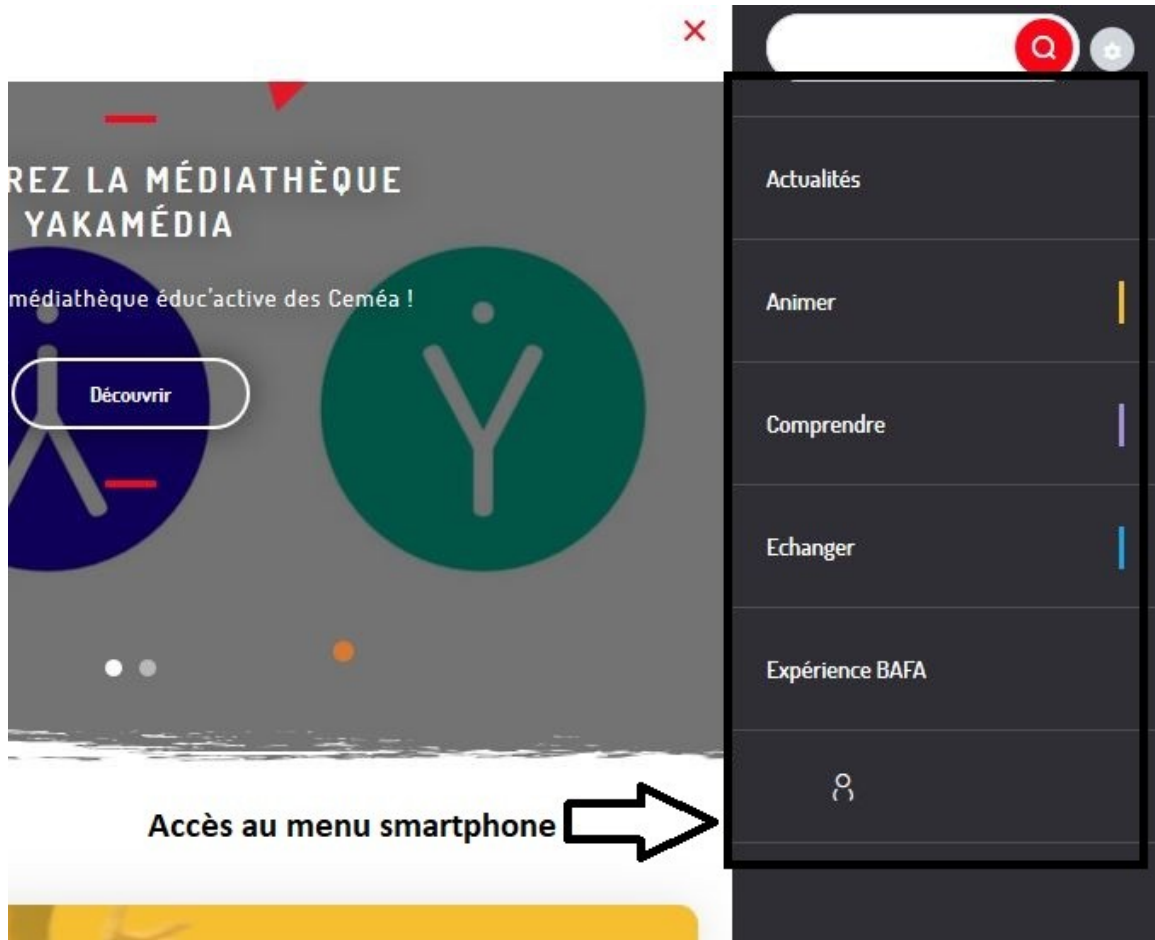 REZ LA MÉDIATHÈQUE
YAKAMÉDIA
médiathèque éduc'active des Ceméa !
Découvrir
Actualités
Animer
Comprendre
Echanger
Expérience BAFA
Accès au menu smartphone